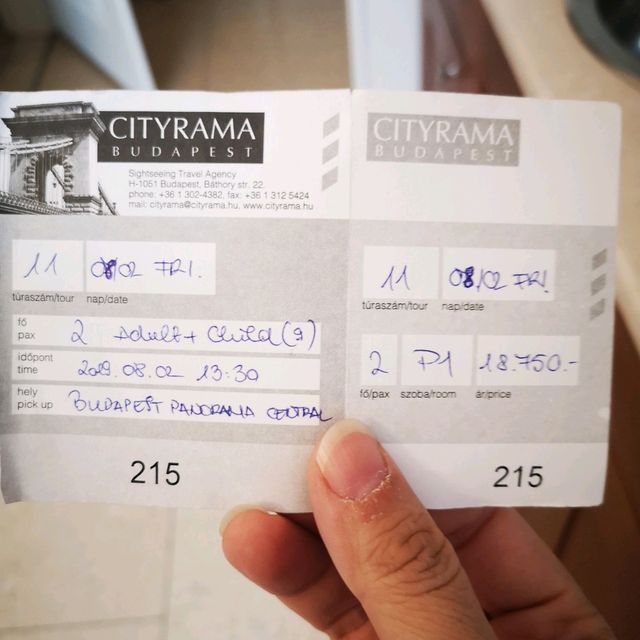 CITYRAMA
BUDAPEST
Sightseeing Travel Agency
H-1051 Budapest, Báthory str. 22.
phone: +36 1 302-4382, fax: +36 1 312 5424
mail: cityrama@cityrama.hu, www.cityrama.hu
11 08/02 FRI.
túraszám/tour nap/date
fő
pax 2 Adult + Child (9)
időpont
time 2019.08.02 13:30
hely
pick up BUDAPEST PANORAMA CENTRAL
215
CITYRAMA
BUDAPEST
11 08/02 FRI
túraszám/tour nap/date
2 P1 18.750.-
fő/pax szoba/room ár/price
215